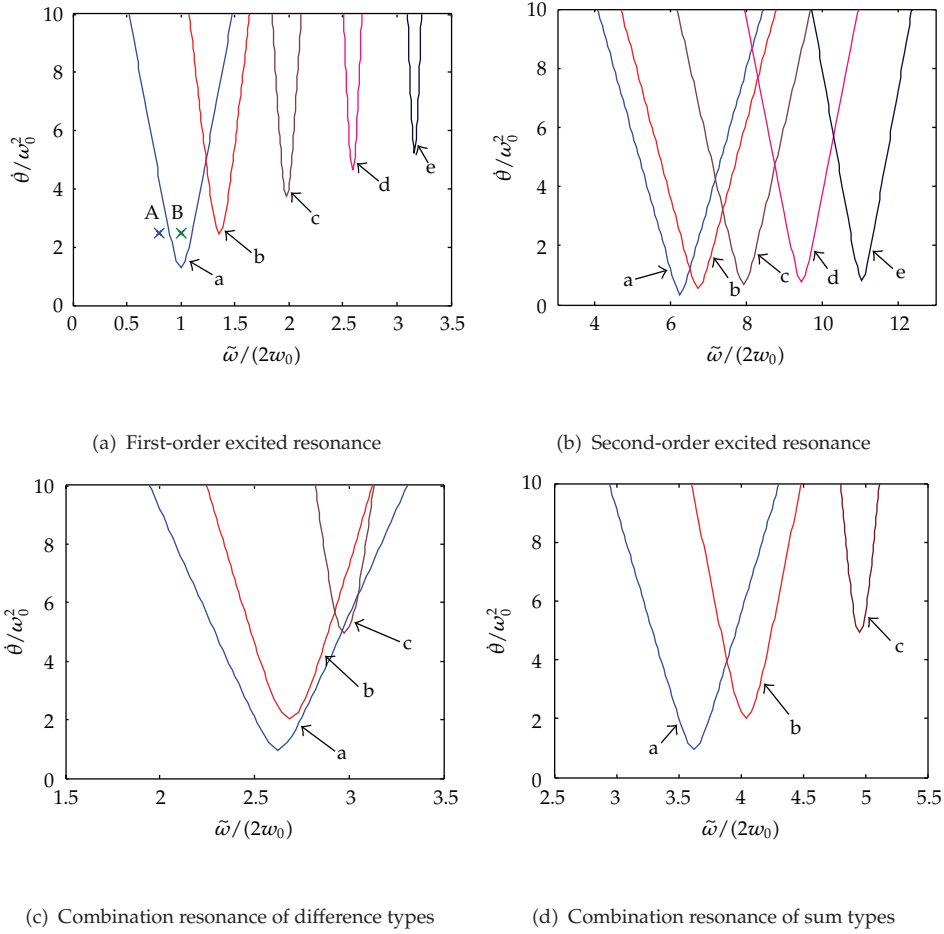 10
8
6
4
2
0
θ̇/ω₀²
A
B
a
b
c
d
e
0
0.5
1
1.5
2
2.5
3
3.5
ω̃/(2w₀)
(a) First-order excited resonance
10
8
6
4
2
0
θ̇/ω₀²
a
b
c
d
e
4
6
8
10
12
ω̃/(2w₀)
(b) Second-order excited resonance
10
8
6
4
2
0
θ̇/ω₀²
c
b
a
1.5
2
2.5
3
3.5
ω̃/(2w₀)
(c) Combination resonance of difference types
10
8
6
4
2
0
θ̇/ω₀²
a
b
c
2.5
3
3.5
4
4.5
5
5.5
ω̃/(2w₀)
(d) Combination resonance of sum types